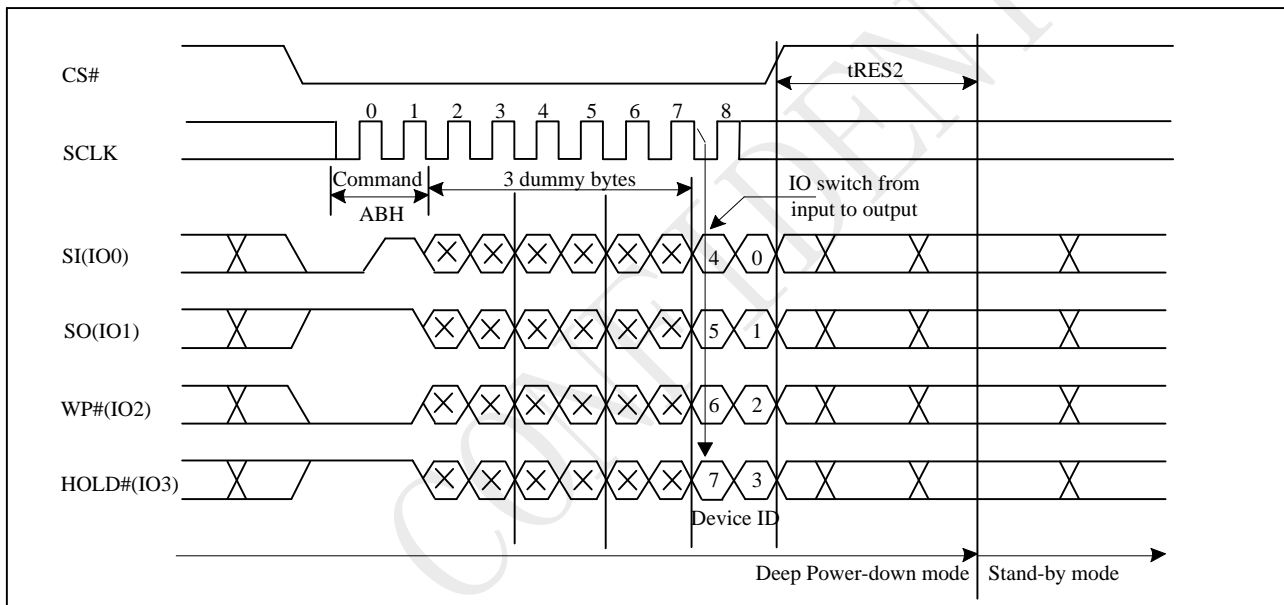 CS#
tRES2
0 1 2 3 4 5 6 7 8
SCLK
Command
ABH
3 dummy bytes
IO switch from
input to output
SI(IO0)
4 0
SO(IO1)
5 1
WP#(IO2)
6 2
HOLD#(IO3)
7 3
Device ID
Deep Power-down mode
Stand-by mode
CONFIDENT